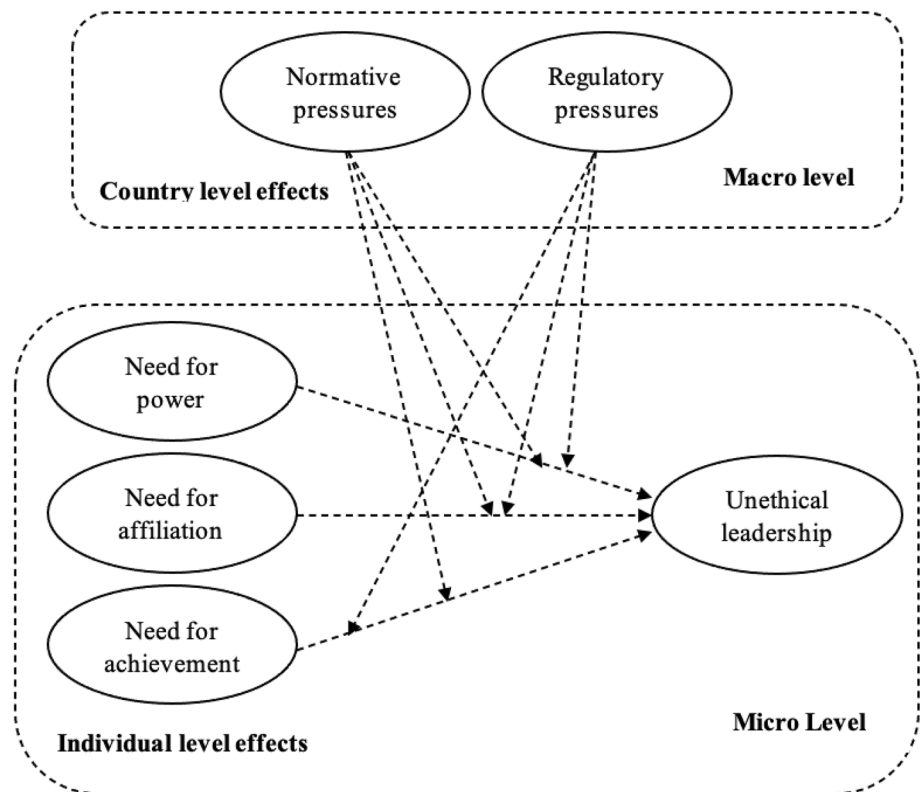 Normative
pressures
Regulatory
pressures
Country level effects
Macro level
Need for
power
Need for
affiliation
Unethical
leadership
Need for
achievement
Micro Level
Individual level effects